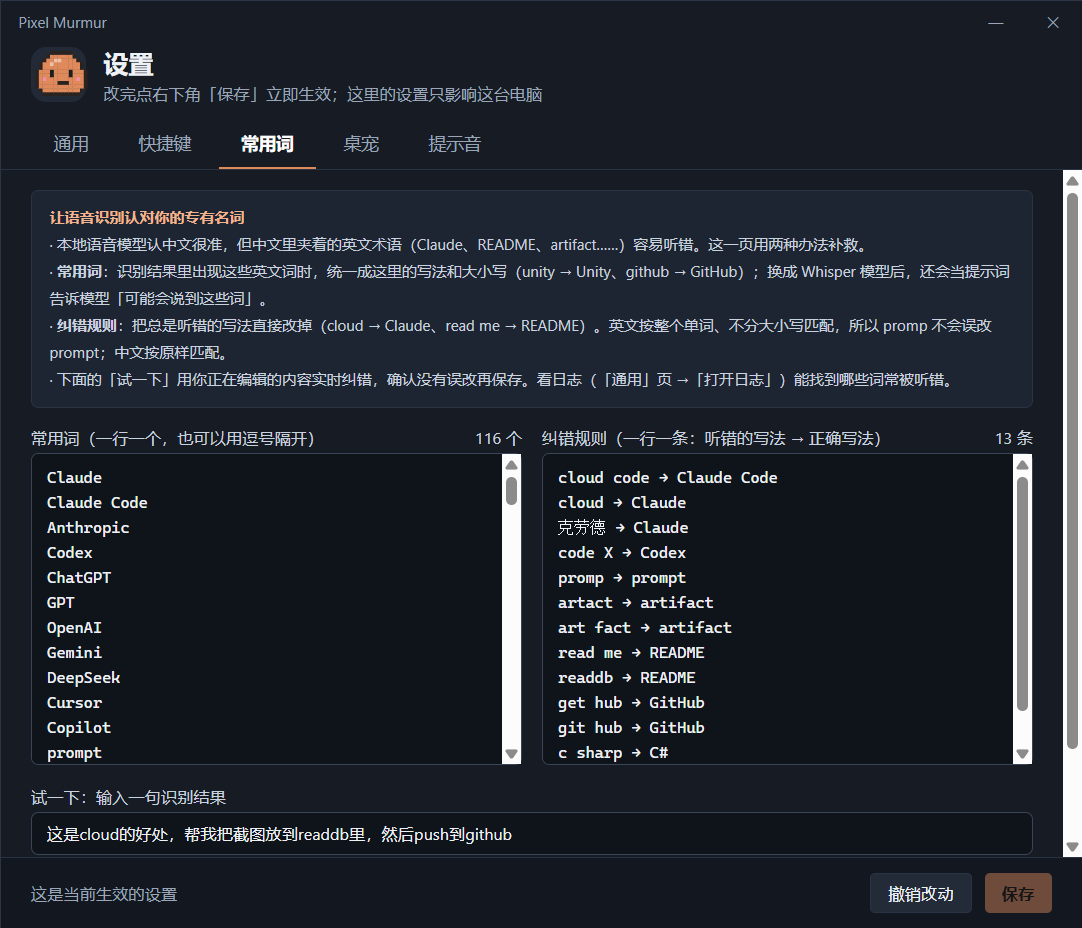 Pixel Murmur
设置
改完点右下角「保存」立即生效；这里的设置只影响这台电脑
通用 快捷键 常用词 桌宠 提示音
让语音识别认对你的专有名词
· 本地语音模型认中文很准，但中文里夹着的英文术语（Claude、README、artifact……）容易听错。这一页用两种办法补救。
· 常用词：识别结果里出现这些英文词时，统一成这里的写法和大小写（unity → Unity、github → GitHub）；换成 Whisper 模型后，还会当提示词
告诉模型「可能会说到这些词」。
· 纠错规则：把总是听错的写法直接改掉（cloud → Claude、read me → README）。英文按整个单词、不分大小写匹配，所以 promp 不会误改
prompt；中文按原样匹配。
· 下面的「试一下」用你正在编辑的内容实时纠错，确认没有误改再保存。看日志（「通用」页 →「打开日志」）能找到哪些词常被听错。
常用词（一行一个，也可以用逗号隔开） 116 个
Claude
Claude Code
Anthropic
Codex
ChatGPT
GPT
OpenAI
Gemini
DeepSeek
Cursor
Copilot
prompt
纠错规则（一行一条：听错的写法 → 正确写法） 13 条
cloud code → Claude Code
cloud → Claude
克劳德 → Claude
code X → Codex
promp → prompt
artact → artifact
art fact → artifact
read me → README
readdb → README
get hub → GitHub
git hub → GitHub
c sharp → C#
试一下：输入一句识别结果
这是cloud的好处，帮我把截图放到readdb里，然后push到github
这是当前生效的设置
撤销改动 保存